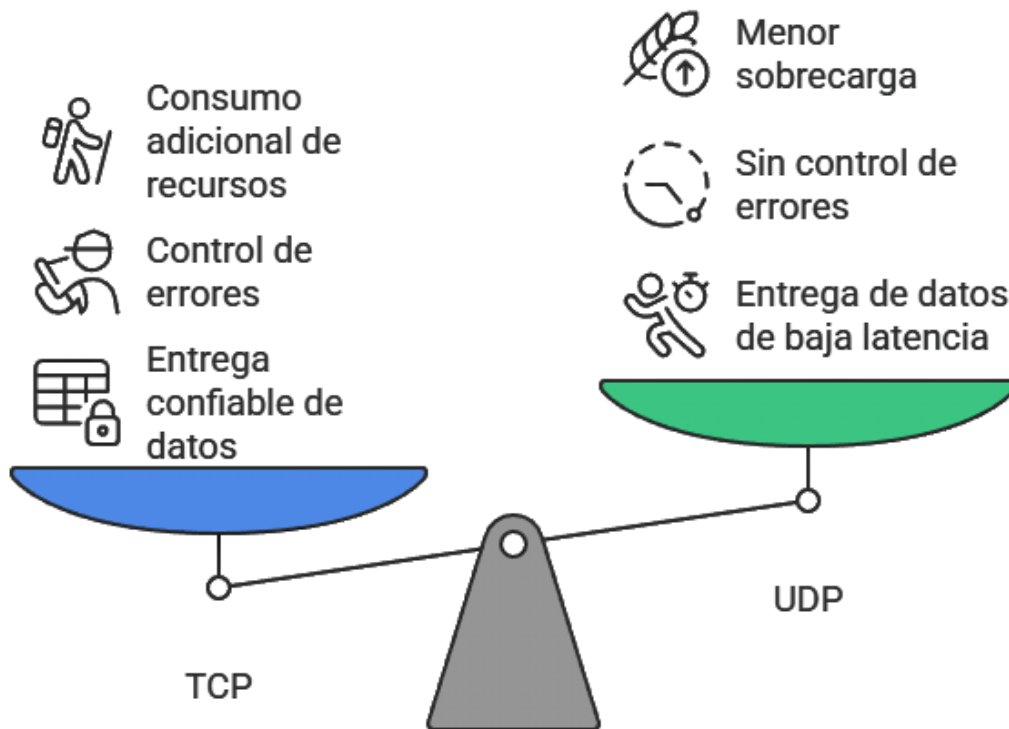 Consumo
adicional de
recursos
Control de
errores
Entrega
confiable de
datos
TCP
Menor
sobrecarga
Sin control de
errores
Entrega de datos
de baja latencia
UDP